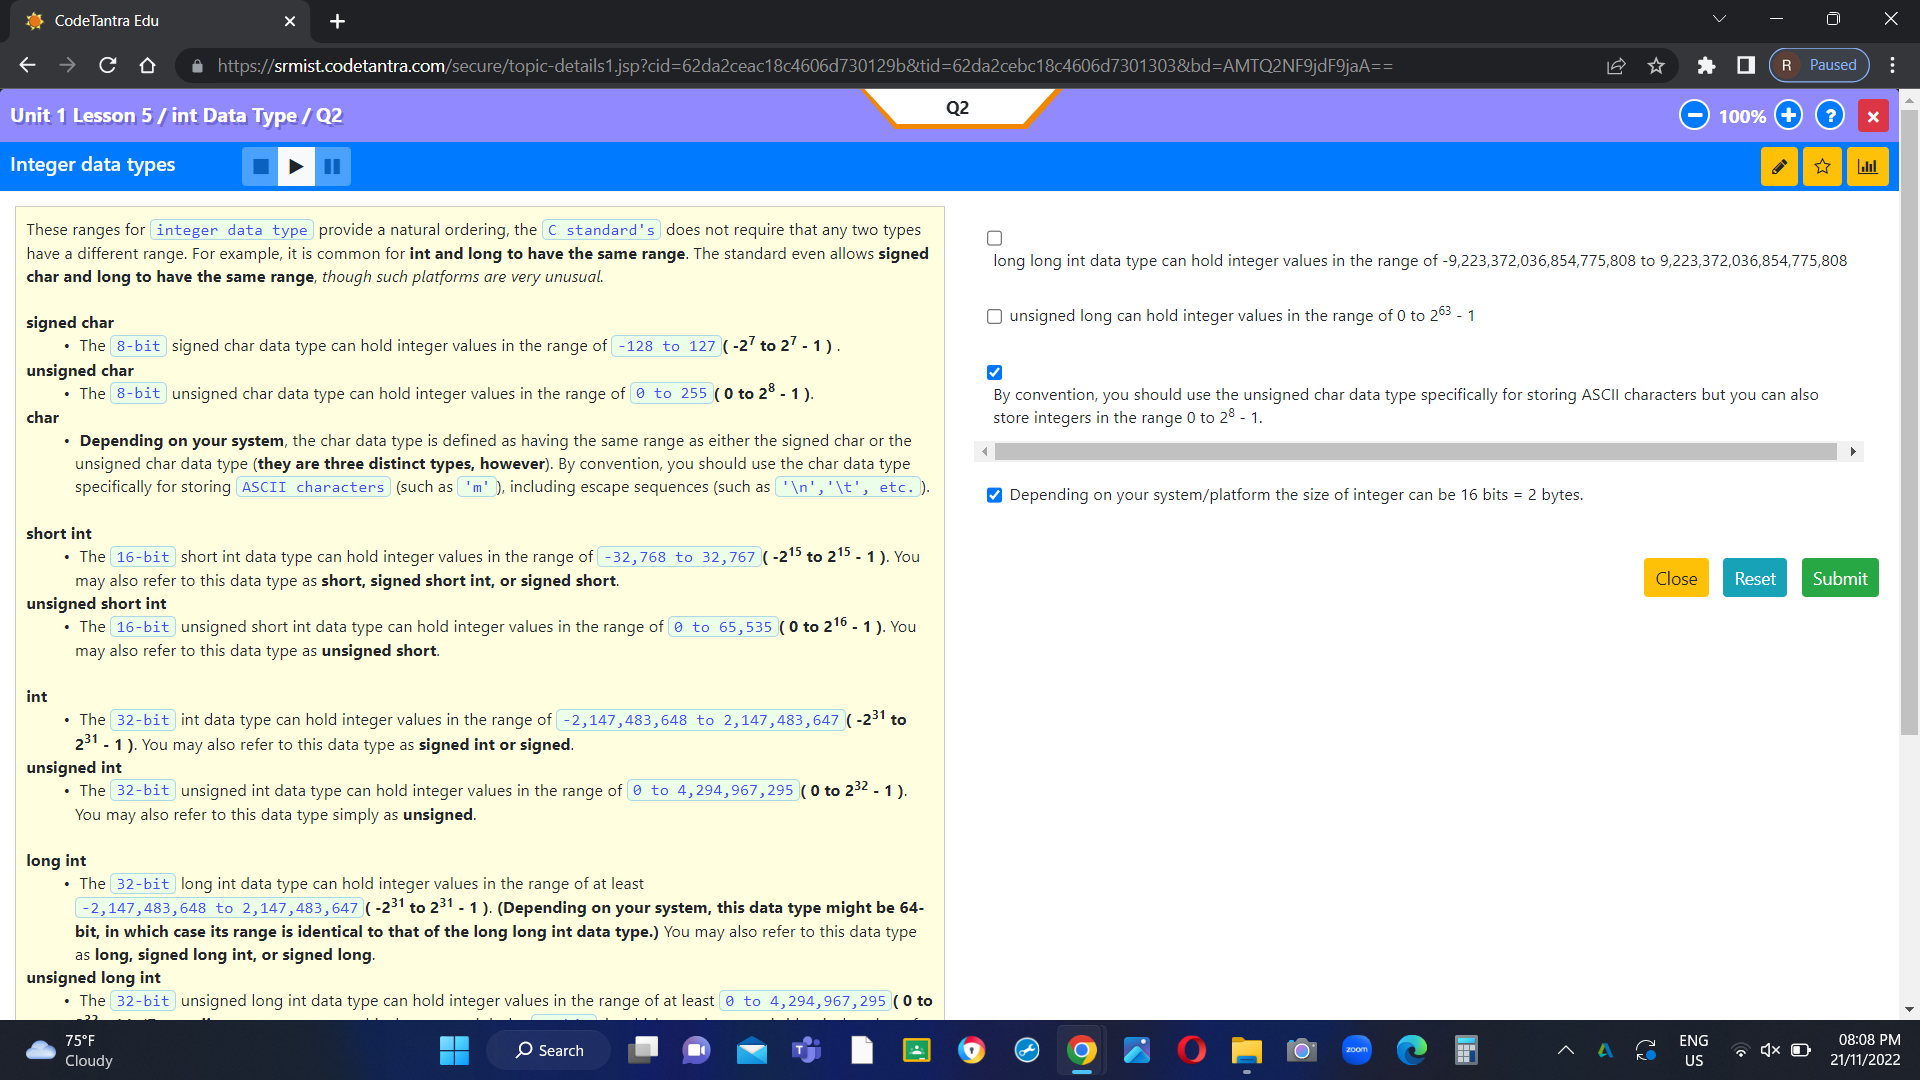 CodeTantra Edu
https://srmist.codetantra.com/secure/topic-details1.jsp?cid=62da2ceac18c4606d730129b&tid=62da2cebc18c4606d7301303&bd=AMTQ2NF9jdF9jaA==
R Paused
Unit 1 Lesson 5 / int Data Type / Q2
Q2
100%
?
Integer data types
These ranges for integer data type provide a natural ordering, the C standard's does not require that any two types
have a different range. For example, it is common for int and long to have the same range. The standard even allows signed
char and long to have the same range, though such platforms are very unusual.
signed char
• The 8-bit signed char data type can hold integer values in the range of -128 to 127 ( -2⁷ to 2⁷ - 1 ) .
unsigned char
• The 8-bit unsigned char data type can hold integer values in the range of 0 to 255 ( 0 to 2⁸ - 1 ).
char
• Depending on your system, the char data type is defined as having the same range as either the signed char or the
unsigned char data type (they are three distinct types, however). By convention, you should use the char data type
specifically for storing ASCII characters (such as 'm' ), including escape sequences (such as '\n','\t', etc. ).
short int
• The 16-bit short int data type can hold integer values in the range of -32,768 to 32,767 ( -2¹⁵ to 2¹⁵ - 1 ). You
may also refer to this data type as short, signed short int, or signed short.
unsigned short int
• The 16-bit unsigned short int data type can hold integer values in the range of 0 to 65,535 ( 0 to 2¹⁶ - 1 ). You
may also refer to this data type as unsigned short.
int
• The 32-bit int data type can hold integer values in the range of -2,147,483,648 to 2,147,483,647 ( -2³¹ to
2³¹ - 1 ). You may also refer to this data type as signed int or signed.
unsigned int
• The 32-bit unsigned int data type can hold integer values in the range of 0 to 4,294,967,295 ( 0 to 2³² - 1 ).
You may also refer to this data type simply as unsigned.
long int
• The 32-bit long int data type can hold integer values in the range of at least
-2,147,483,648 to 2,147,483,647 ( -2³¹ to 2³¹ - 1 ). (Depending on your system, this data type might be 64-
bit, in which case its range is identical to that of the long long int data type.) You may also refer to this data type
as long, signed long int, or signed long.
unsigned long int
• The 32-bit unsigned long int data type can hold integer values in the range of at least 0 to 4,294,967,295 ( 0 to
long long int data type can hold integer values in the range of -9,223,372,036,854,775,808 to 9,223,372,036,854,775,808
unsigned long can hold integer values in the range of 0 to 2⁶³ - 1
By convention, you should use the unsigned char data type specifically for storing ASCII characters but you can also
store integers in the range 0 to 2⁸ - 1.
Depending on your system/platform the size of integer can be 16 bits = 2 bytes.
Close
Reset
Submit
75°F
Cloudy
Search
zoom
ENG
US
08:08 PM
21/11/2022